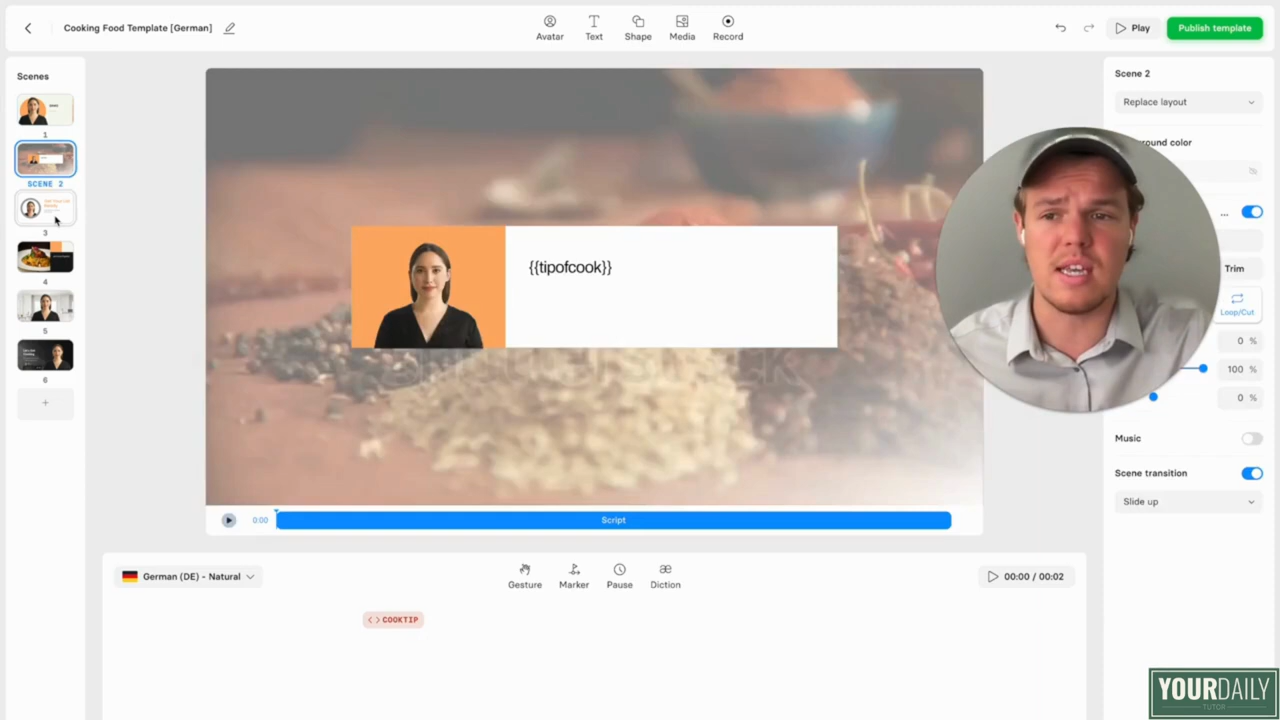 Cooking Food Template [German]
Avatar
Text
Shape
Media
Record
Play
Publish template
Scenes
1
SCENE 2
3
4
5
6
+
{{tipofcook}}
0:00
Script
Scene 2
Replace layout
ground color
...
Trim
Loop/Cut
0 %
100 %
0 %
Music
Scene transition
Slide up
German (DE) - Natural
Gesture
Marker
æ
Pause
Diction
00:00 / 00:02
<> COOKTIP
YOURDAILY
TUTOR